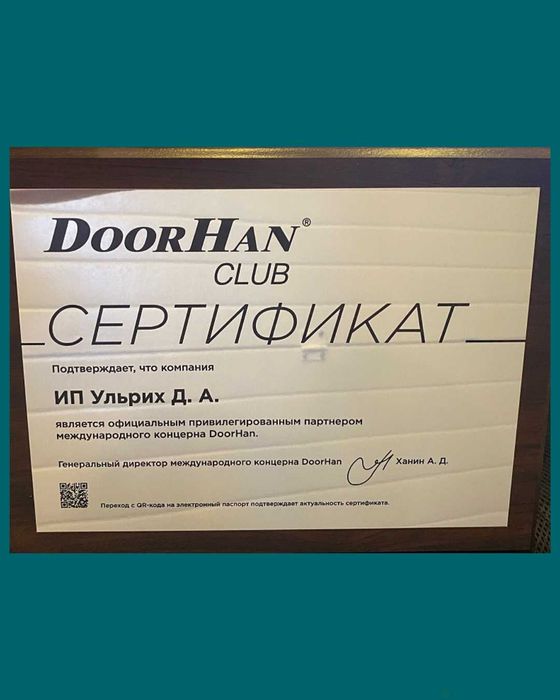 DOORHAN®
CLUB
СЕРТИФИКАТ
Подтверждает, что компания
ИП Ульрих Д. А.
является официальным привилегированным партнером
международного концерна DoorHan.
Генеральный директор международного концерна DoorHan Ханин А. Д.
Переход с QR-кода на электронный паспорт подтверждает актуальность сертификата.